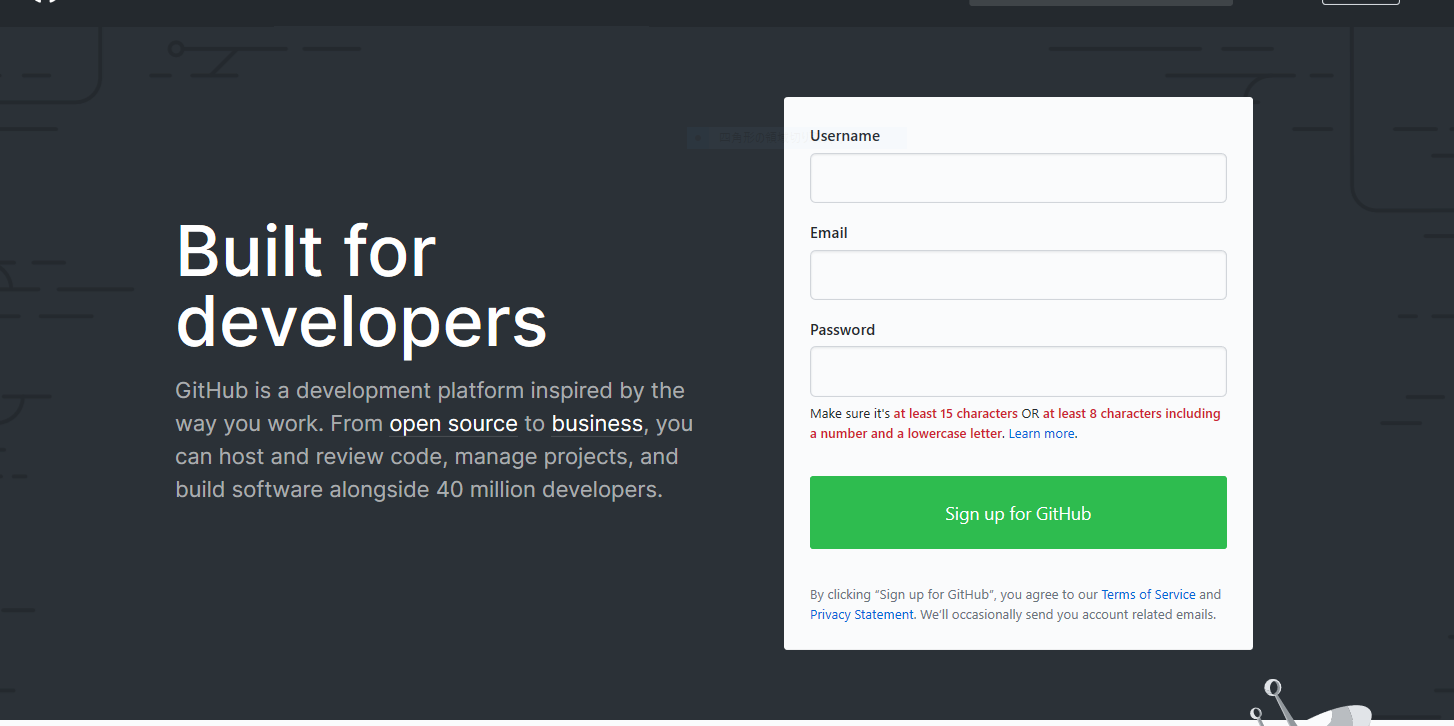 Built for
developers
GitHub is a development platform inspired by the
way you work. From open source to business, you
can host and review code, manage projects, and
build software alongside 40 million developers.
Username
Email
Password
Make sure it's at least 15 characters OR at least 8 characters including
a number and a lowercase letter. Learn more.
Sign up for GitHub
By clicking “Sign up for GitHub”, you agree to our Terms of Service and
Privacy Statement. We’ll occasionally send you account related emails.